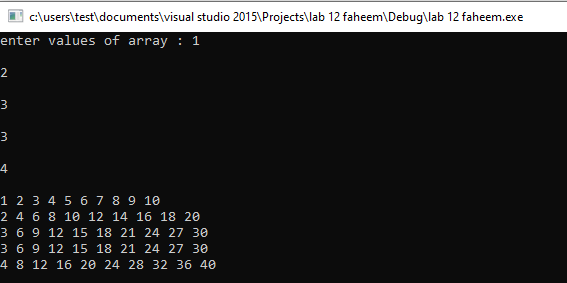 c:\users\test\documents\visual studio 2015\Projects\lab 12 faheem\Debug\lab 12 faheem.exe
enter values of array : 1
2
3
3
4
1 2 3 4 5 6 7 8 9 10
2 4 6 8 10 12 14 16 18 20
3 6 9 12 15 18 21 24 27 30
3 6 9 12 15 18 21 24 27 30
4 8 12 16 20 24 28 32 36 40